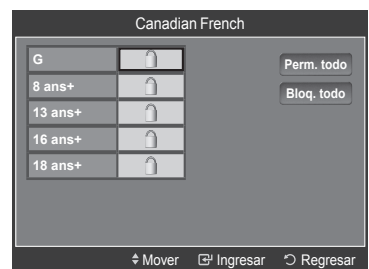 Canadian French
G
Perm. todo
8 ans+
Bloq. todo
13 ans+
16 ans+
18 ans+
Mover Ingresar Regresar